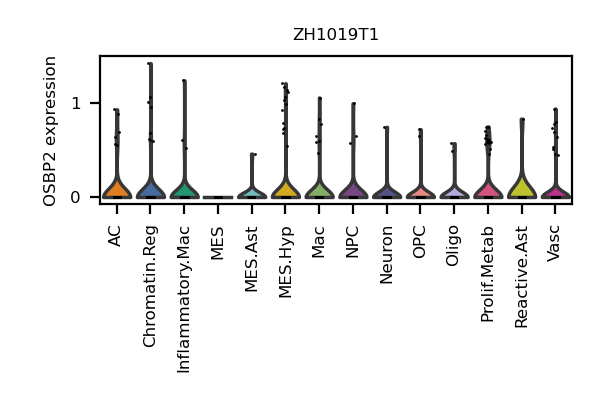 ZH1019T1
OSBP2 expression
1
0
AC
Chromatin.Reg
Inflammatory.Mac
MES
MES.Ast
MES.Hyp
Mac
NPC
Neuron
OPC
Oligo
Prolif.Metab
Reactive.Ast
Vasc